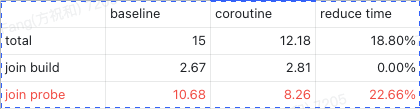 baseline coroutine reduce time
total 15 12.18 18.80%
join build 2.67 2.81 0.00%
join probe 10.68 8.26 22.66%